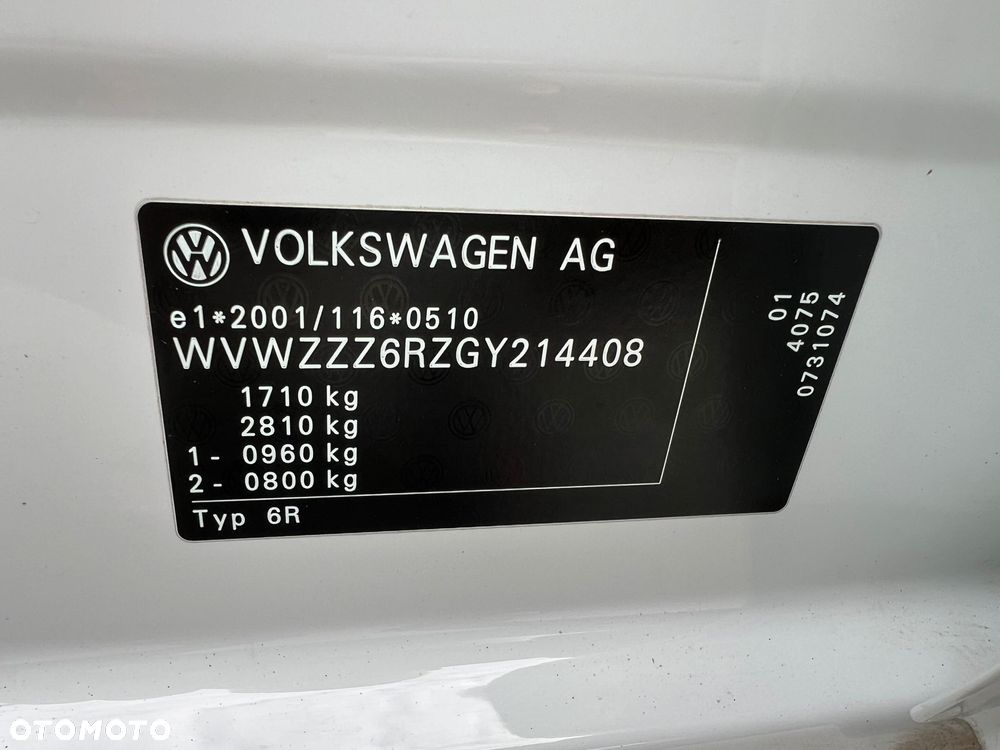 VOLKSWAGEN AG
e1*2001/116*0510
WVWZZZ6RZGY214408
1710 kg
2810 kg
1 - 0960 kg
2 - 0800 kg
Typ 6R
01
4075
0731074
OTOMOTO